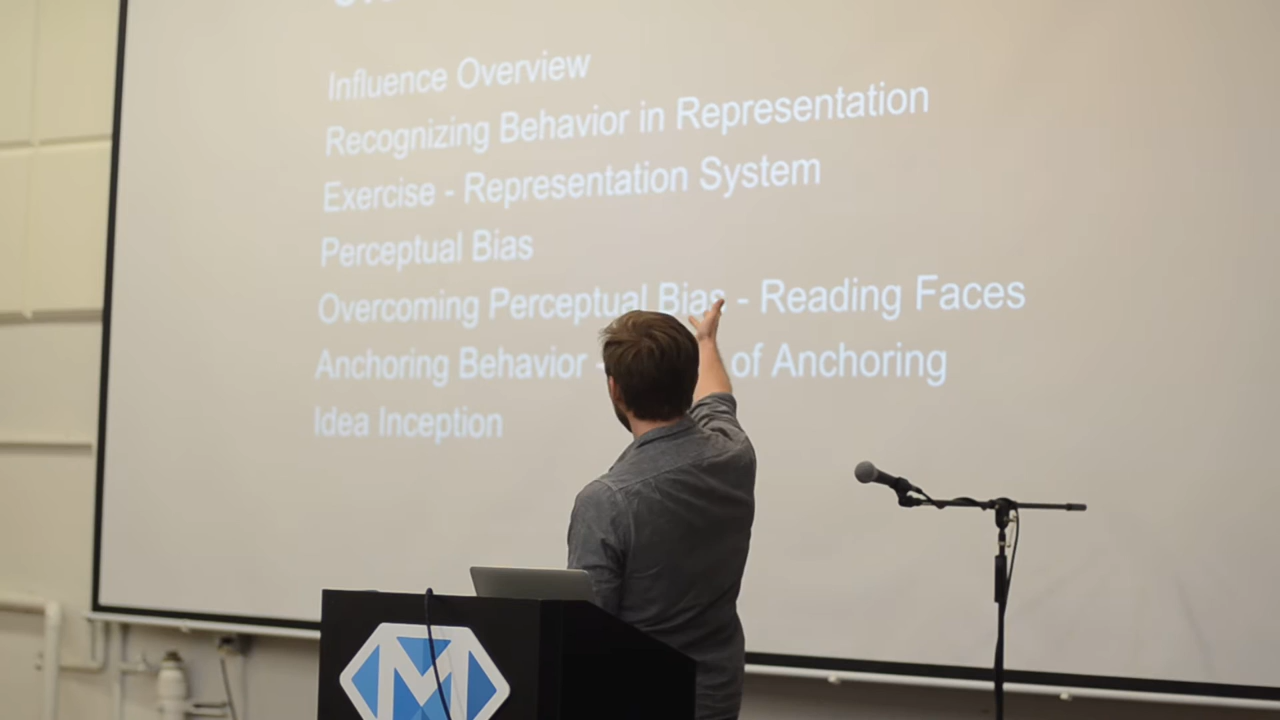 Influence Overview
Recognizing Behavior in Representation
Exercise - Representation System
Perceptual Bias
Overcoming Perceptual Bias - Reading Faces
Anchoring Behavior - of Anchoring
Idea Inception
M